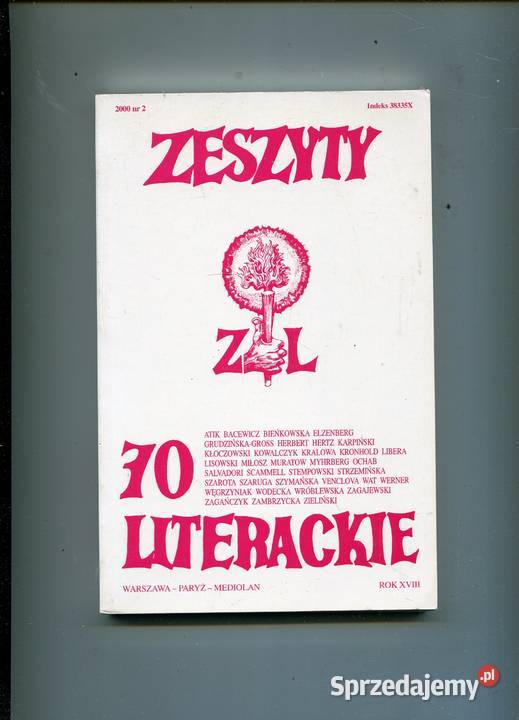 2000 nr 2
Indeks 38335X
ZESZYTY
Z L
70
ATIK BACEWICZ BIEŃKOWSKA ELZENBERG
GRUDZIŃSKA-GROSS HERBERT HERTZ KARPIŃSKI
KŁOCZOWSKI KOWALCZYK KRALOWA KRONHOLD LIBERA
LISOWSKI MIŁOSZ MURATOW MYHRBERG OCHAB
SALVADORI SCAMMELL STEMPOWSKI STRZEMIŃSKA
SZAROTA SZARUGA SZYMAŃSKA VENCLOVA WAT WERNER
WĘGRZYNIAK WODECKA WRÓBLEWSKA ZAGAJEWSKI
ZAGAŃCZYK ZAMBRZYCKA ZIELIŃSKI
LITERACKIE
WARSZAWA – PARYŻ – MEDIOLAN
ROK XVIII
Sprzedajemy.pl